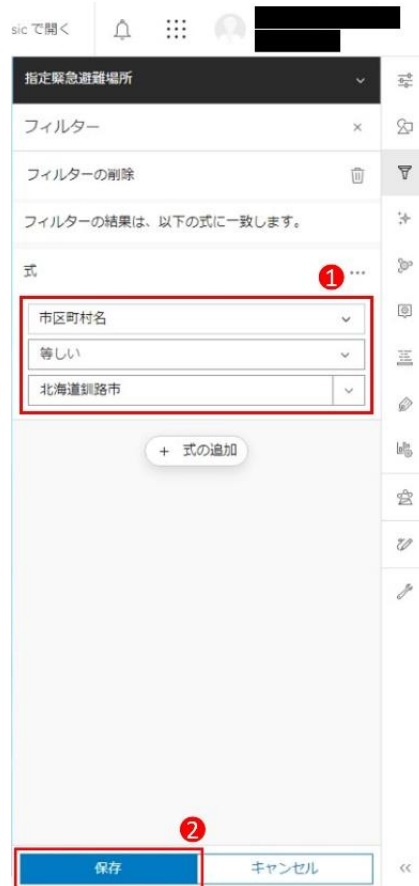 sic で開く
指定緊急避難場所
フィルター
フィルターの削除
フィルターの結果は、以下の式に一致します。
式
1
市区町村名
等しい
北海道釧路市
+ 式の追加
2
保存
キャンセル